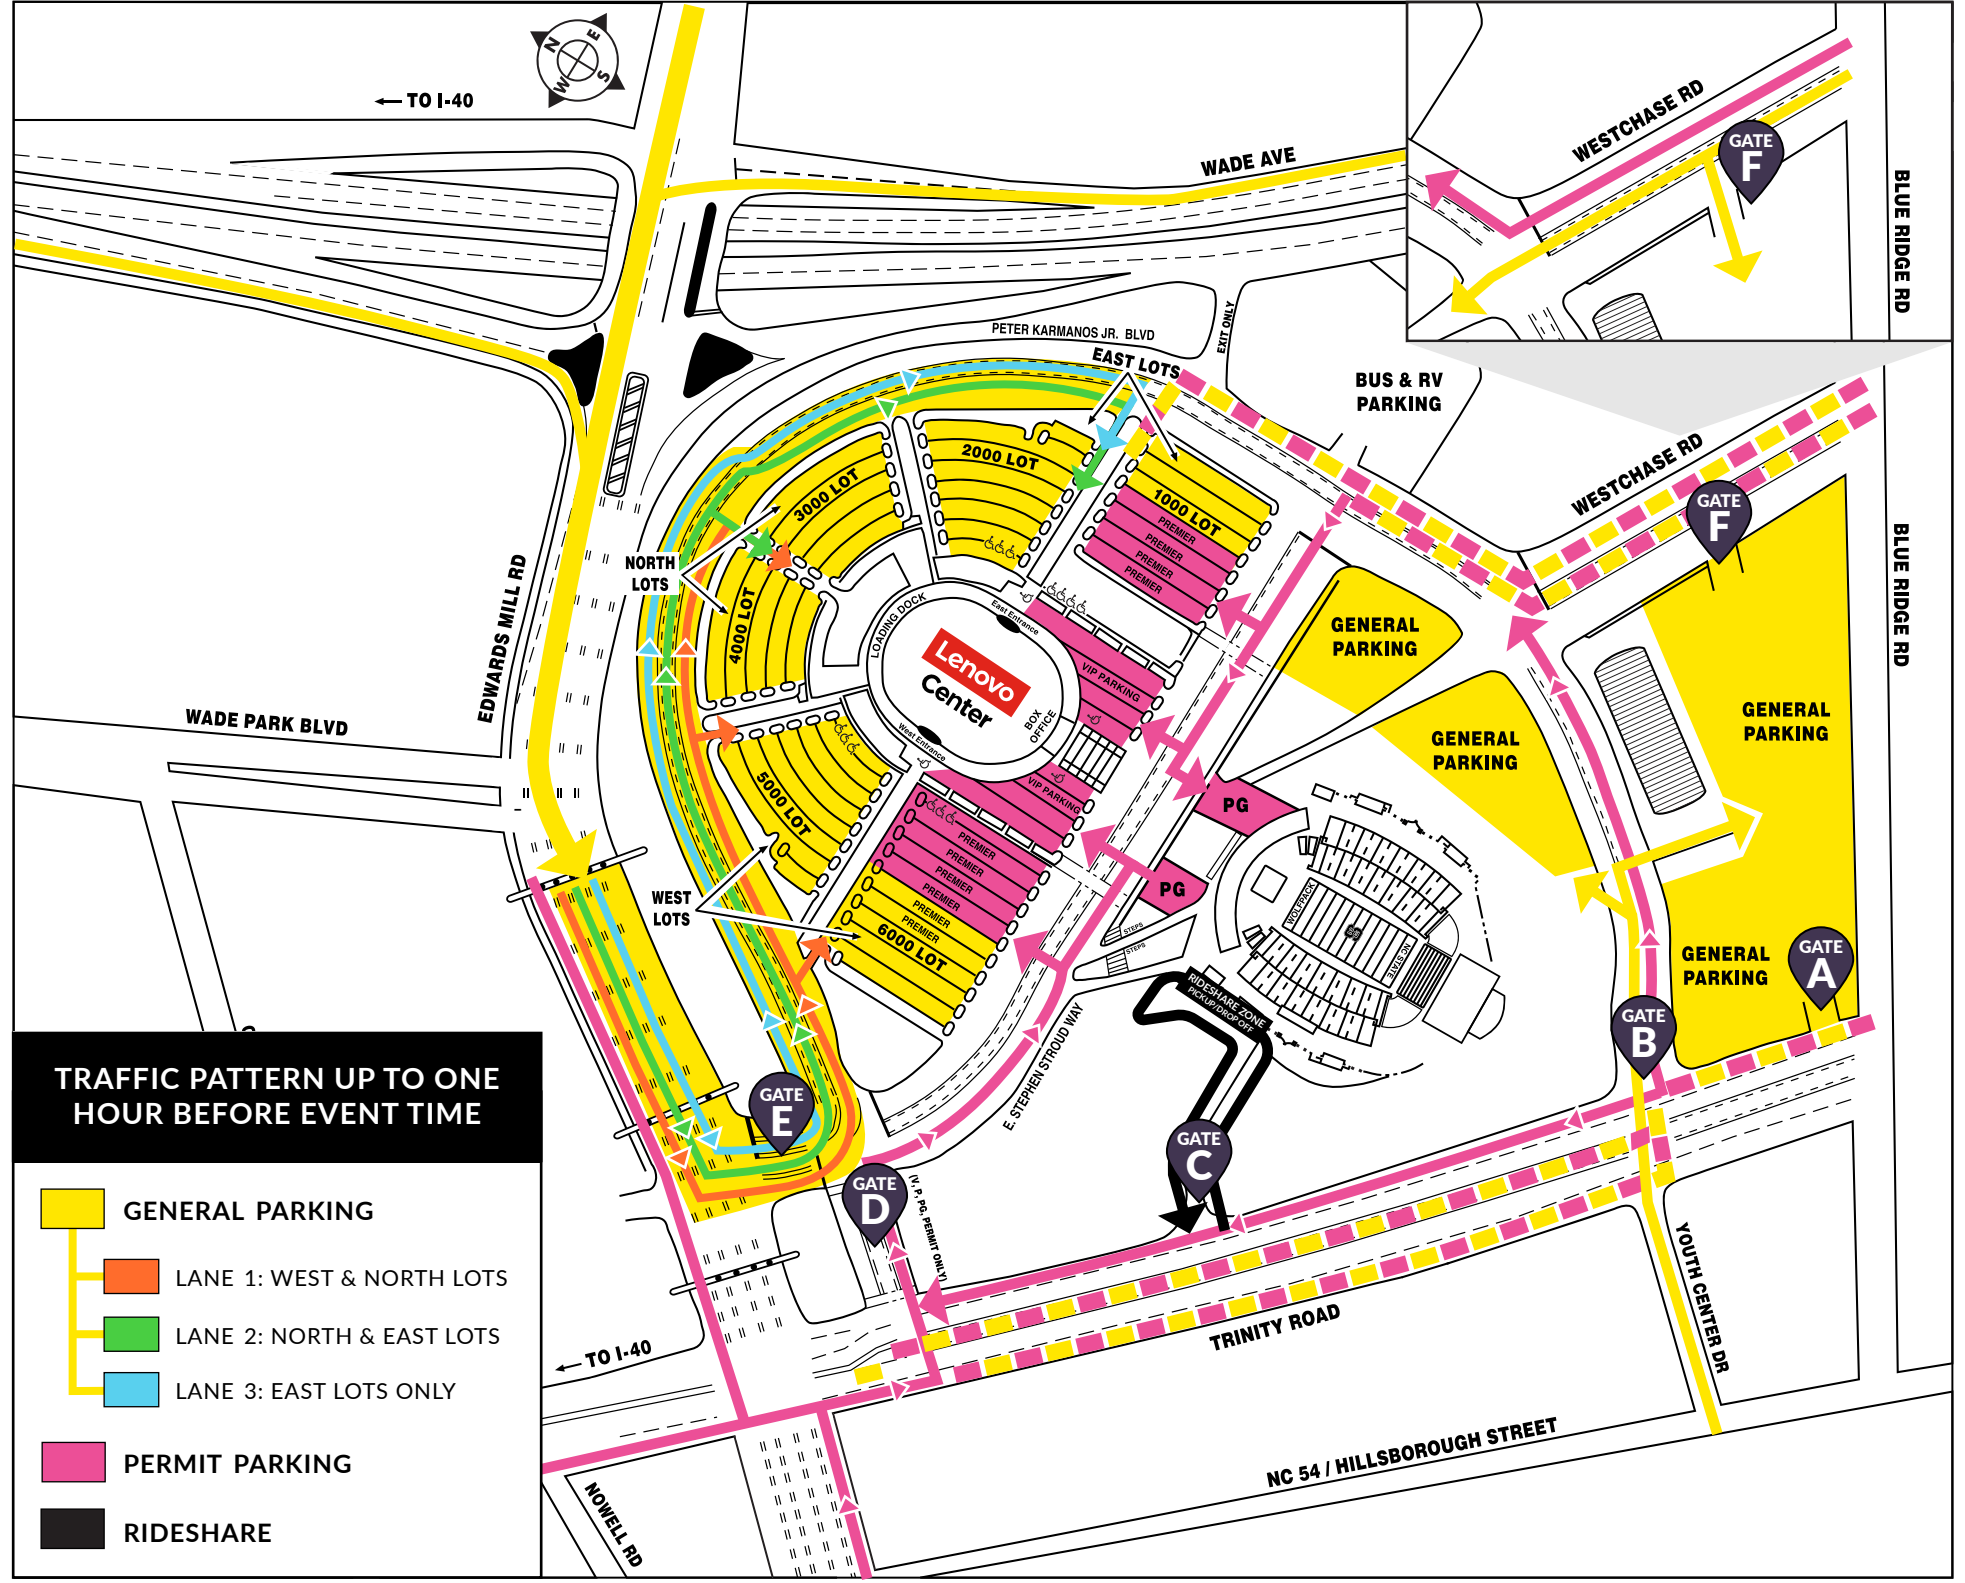 N
E
S
W
TO I-40
WADE AVE
WESTCHASE RD
GATE
F
BLUE RIDGE RD
PETER KARMANOS JR. BLVD
EXIT ONLY
EAST LOTS
BUS & RV
PARKING
WESTCHASE RD
GATE
F
BLUE RIDGE RD
2000 LOT
3000 LOT
1000 LOT
PREMIER
PREMIER
PREMIER
PREMIER
NORTH
LOTS
4000 LOT
EDWARDS MILL RD
WADE PARK BLVD
LOADING DOCK
East Entrance
Lenovo
Center
BOX
OFFICE
West Entrance
VIP PARKING
VIP PARKING
GENERAL
PARKING
GENERAL
PARKING
GENERAL
PARKING
GENERAL
PARKING
PG
PG
5000 LOT
WEST
LOTS
PREMIER
PREMIER
PREMIER
PREMIER
PREMIER
PREMIER
6000 LOT
STEPS
STEPS
WOLFPACK
NC STATE
RIDESHARE ZONE
PICKUP/DROP OFF
E. STEPHEN STROUD WAY
GATE
A
GATE
B
GATE
C
GATE
D
GATE
E
(V, P, PG, PERMIT ONLY)
TRINITY ROAD
YOUTH CENTER DR
NC 54 / HILLSBOROUGH STREET
TO I-40
NOWELL RD
TRAFFIC PATTERN UP TO ONE
HOUR BEFORE EVENT TIME
GENERAL PARKING
LANE 1: WEST & NORTH LOTS
LANE 2: NORTH & EAST LOTS
LANE 3: EAST LOTS ONLY
PERMIT PARKING
RIDESHARE